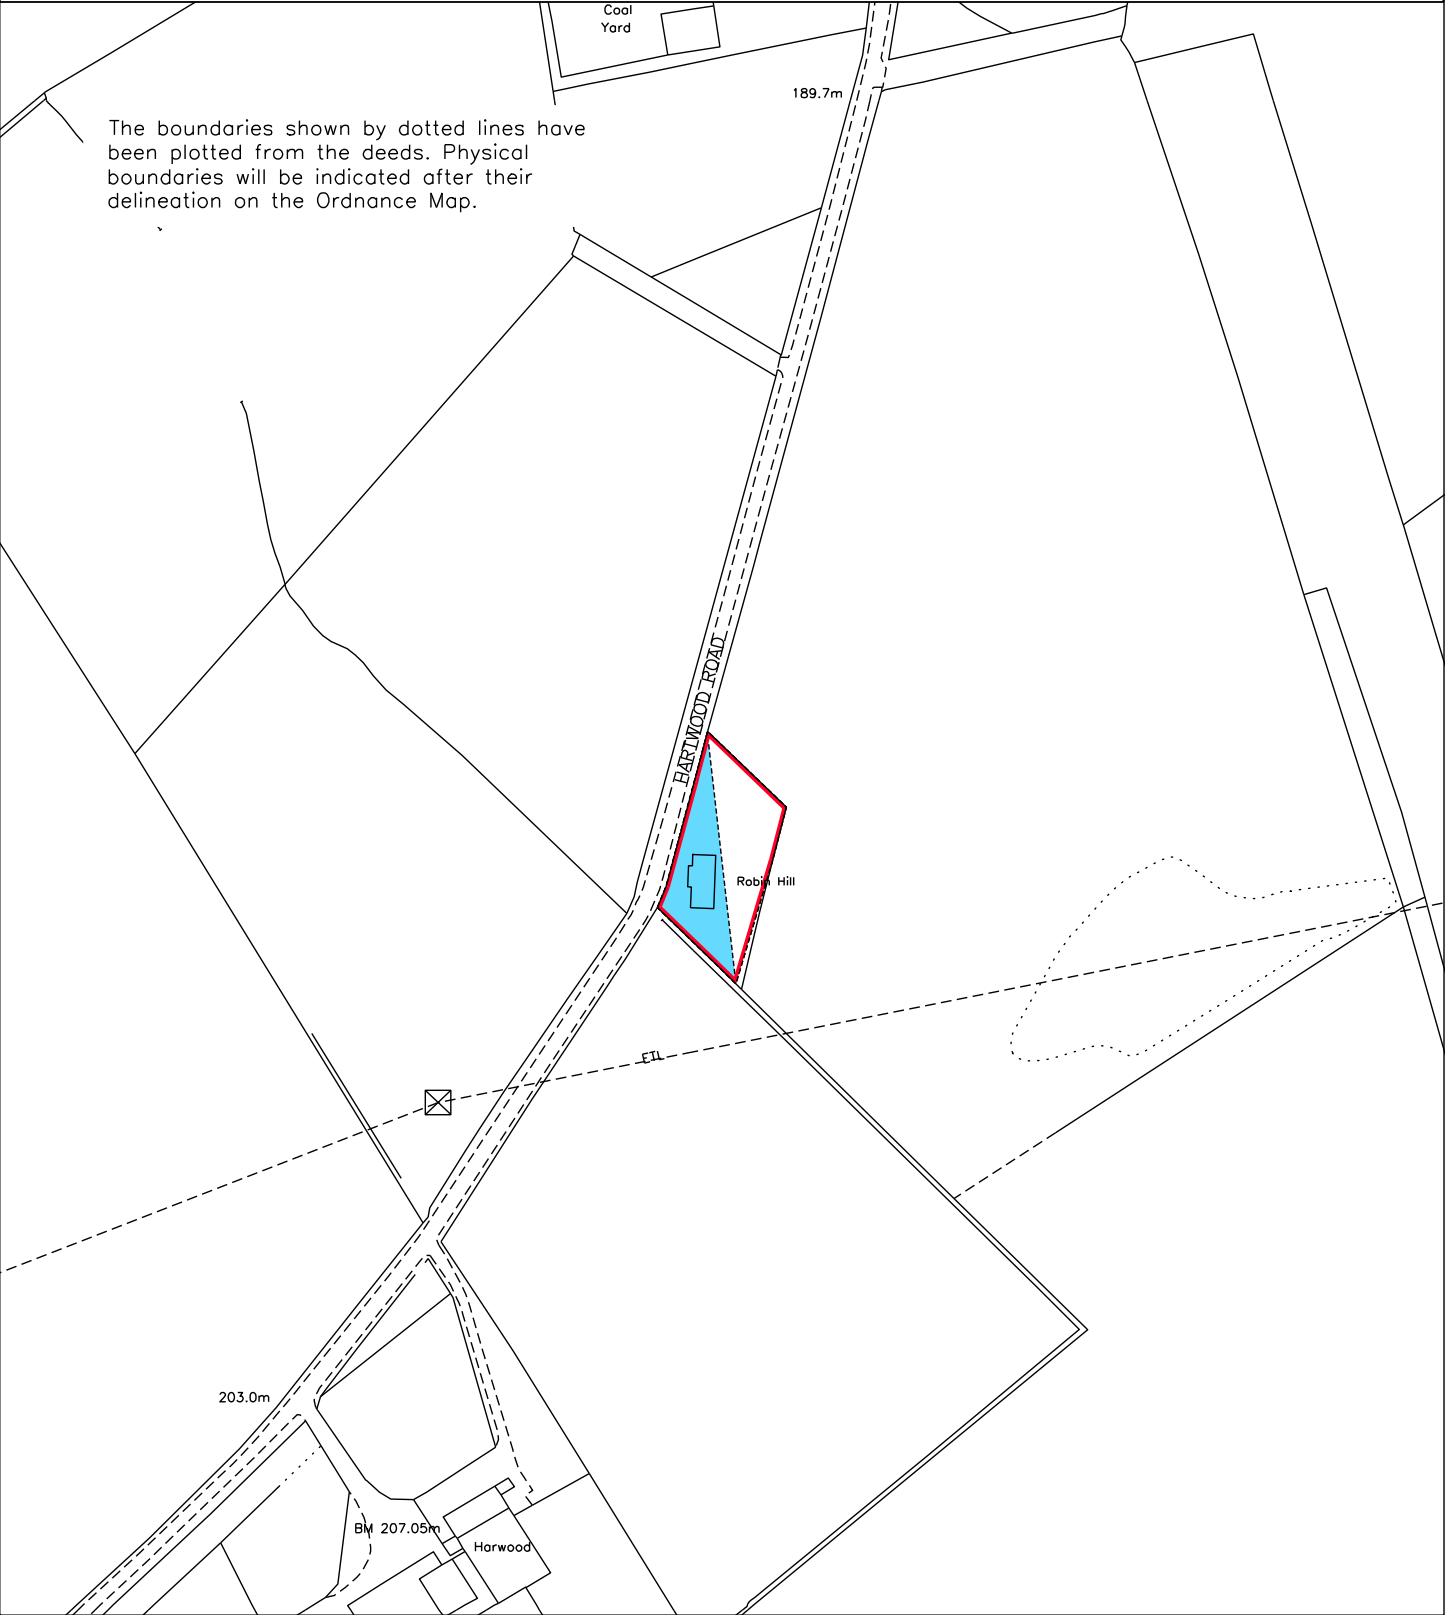 Coal
Yard
189.7m
The boundaries shown by dotted lines have
been plotted from the deeds. Physical
boundaries will be indicated after their
delineation on the Ordnance Map.
HARTWOOD ROAD
Robin Hill
ETL
203.0m
BM 207.05m
Harwood